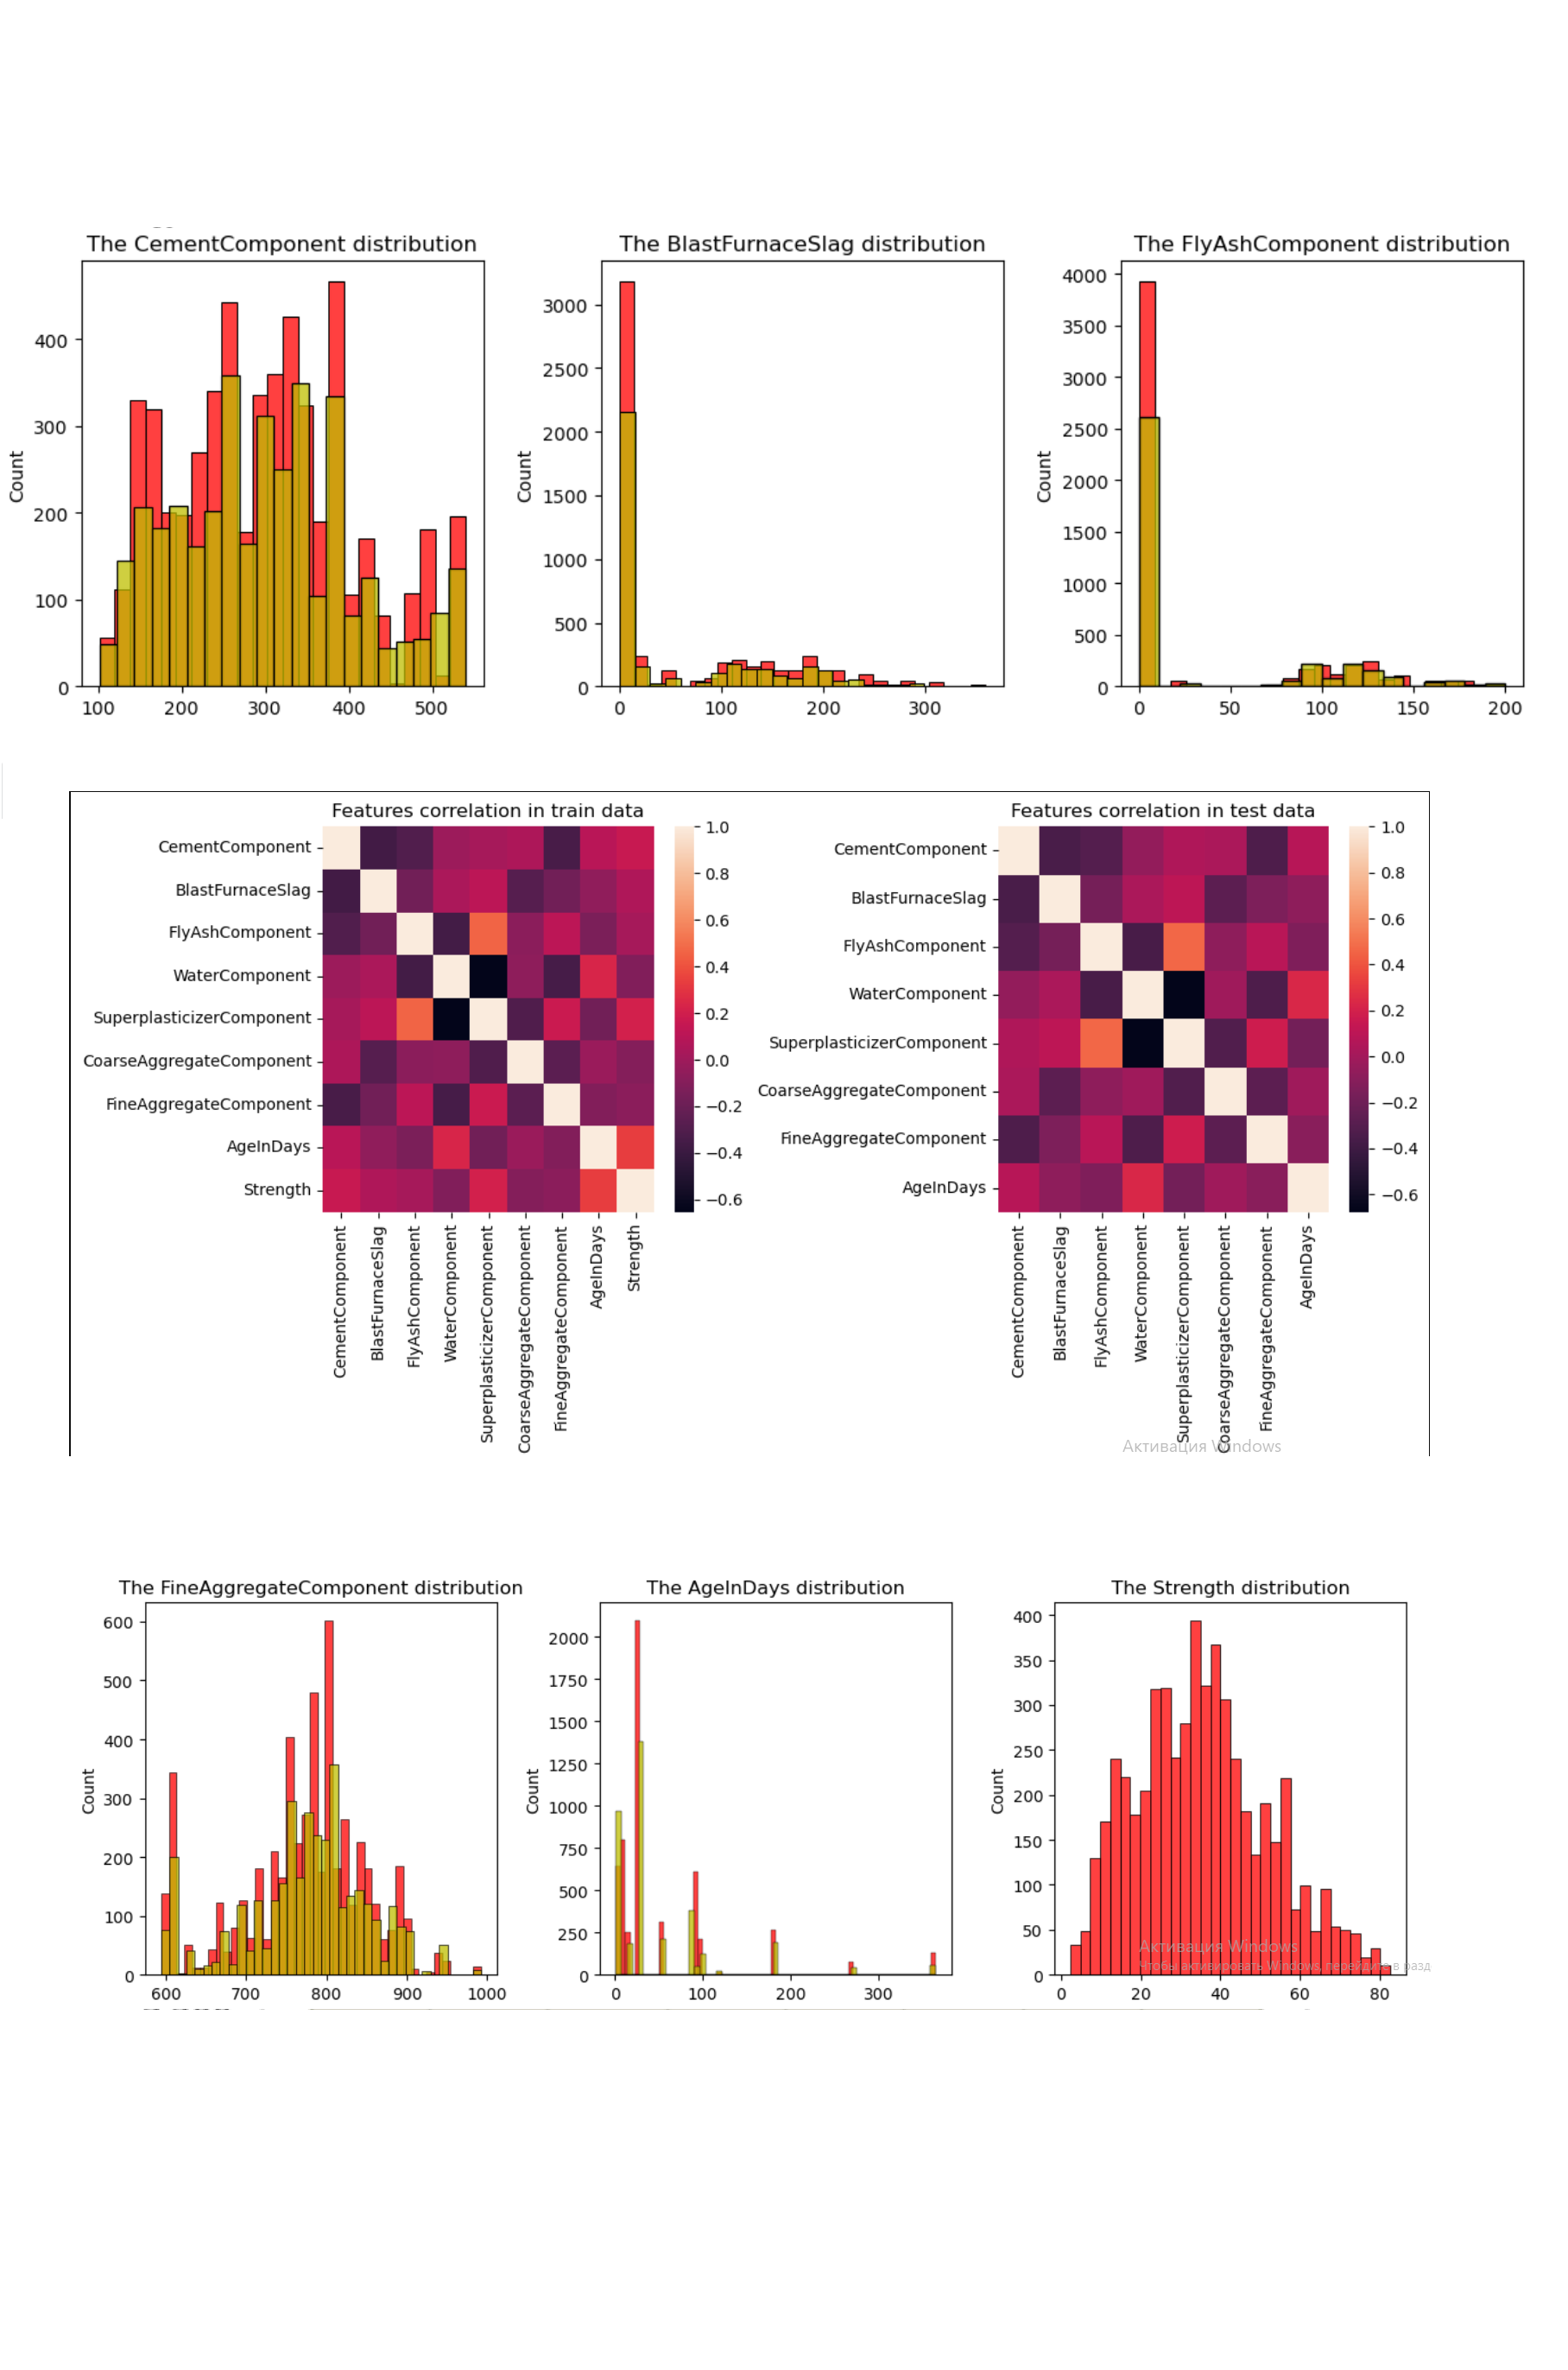 The CementComponent distribution
The BlastFurnaceSlag distribution
The FlyAshComponent distribution
Count
400
300
200
100
0
100 200 300 400 500
Count
3000
2500
2000
1500
1000
500
0
0 100 200 300
Count
4000
3500
3000
2500
2000
1500
1000
500
0
0 50 100 150 200
Features correlation in train data
CementComponent
BlastFurnaceSlag
FlyAshComponent
WaterComponent
SuperplasticizerComponent
CoarseAggregateComponent
FineAggregateComponent
AgeInDays
Strength
CementComponent
BlastFurnaceSlag
FlyAshComponent
WaterComponent
SuperplasticizerComponent
CoarseAggregateComponent
FineAggregateComponent
AgeInDays
Strength
1.0
0.8
0.6
0.4
0.2
0.0
−0.2
−0.4
−0.6
Features correlation in test data
CementComponent
BlastFurnaceSlag
FlyAshComponent
WaterComponent
SuperplasticizerComponent
CoarseAggregateComponent
FineAggregateComponent
AgeInDays
CementComponent
BlastFurnaceSlag
FlyAshComponent
WaterComponent
SuperplasticizerComponent
CoarseAggregateComponent
FineAggregateComponent
AgeInDays
1.0
0.8
0.6
0.4
0.2
0.0
−0.2
−0.4
−0.6
Активация Windows
The FineAggregateComponent distribution
The AgeInDays distribution
The Strength distribution
Count
600
500
400
300
200
100
0
600 700 800 900 1000
Count
2000
1750
1500
1250
1000
750
500
250
0
0 100 200 300
Count
400
350
300
250
200
150
100
50
0
0 20 40 60 80
Активация Windows
Чтобы активировать Windows, перейдите в разд